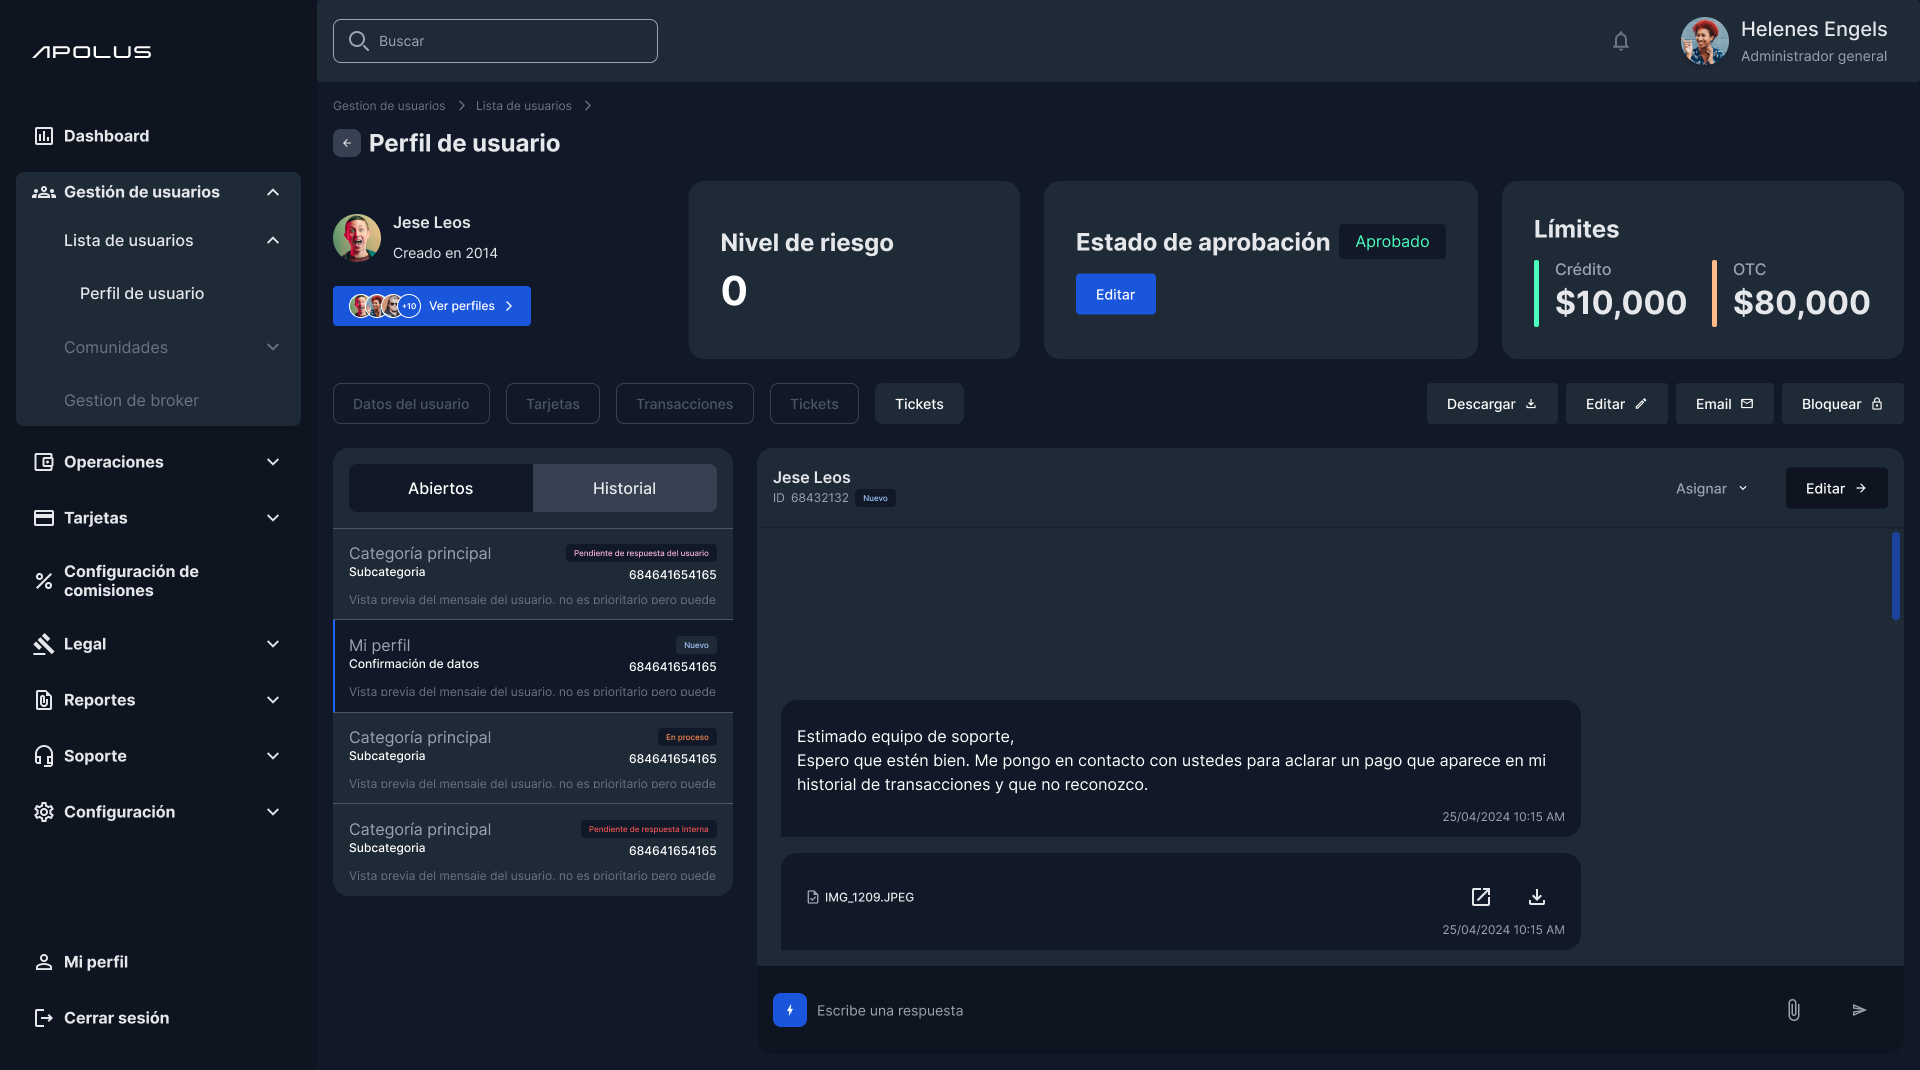 APOLUS
Buscar
Helenes Engels
Administrador general
Dashboard
Gestión de usuarios
Lista de usuarios
Perfil de usuario
Comunidades
Gestion de broker
Operaciones
Tarjetas
Configuración de
comisiones
Legal
Reportes
Soporte
Configuración
Mi perfil
Cerrar sesión
Gestion de usuarios
Lista de usuarios
Perfil de usuario
Jese Leos
Creado en 2014
+10
Ver perfiles
Nivel de riesgo
0
Estado de aprobación
Aprobado
Editar
Límites
Crédito
$10,000
OTC
$80,000
Datos del usuario
Tarjetas
Transacciones
Tickets
Tickets
Descargar
Editar
Email
Bloquear
Abiertos
Historial
Categoría principal
Pendiente de respuesta del usuario
Subcategoria
684641654165
Vista previa del mensaje del usuario, no es prioritario pero puede
Mi perfil
Nuevo
Confirmación de datos
684641654165
Vista previa del mensaje del usuario, no es prioritario pero puede
Categoría principal
En proceso
Subcategoria
684641654165
Vista previa del mensaje del usuario, no es prioritario pero puede
Categoría principal
Pendiente de respuesta interna
Subcategoria
684641654165
Vista previa del mensaje del usuario, no es prioritario pero puede
Jese Leos
ID 68432132
Nuevo
Asignar
Editar
Estimado equipo de soporte,
Espero que estén bien. Me pongo en contacto con ustedes para aclarar un pago que aparece en mi
historial de transacciones y que no reconozco.
25/04/2024 10:15 AM
IMG_1209.JPEG
25/04/2024 10:15 AM
Escribe una respuesta